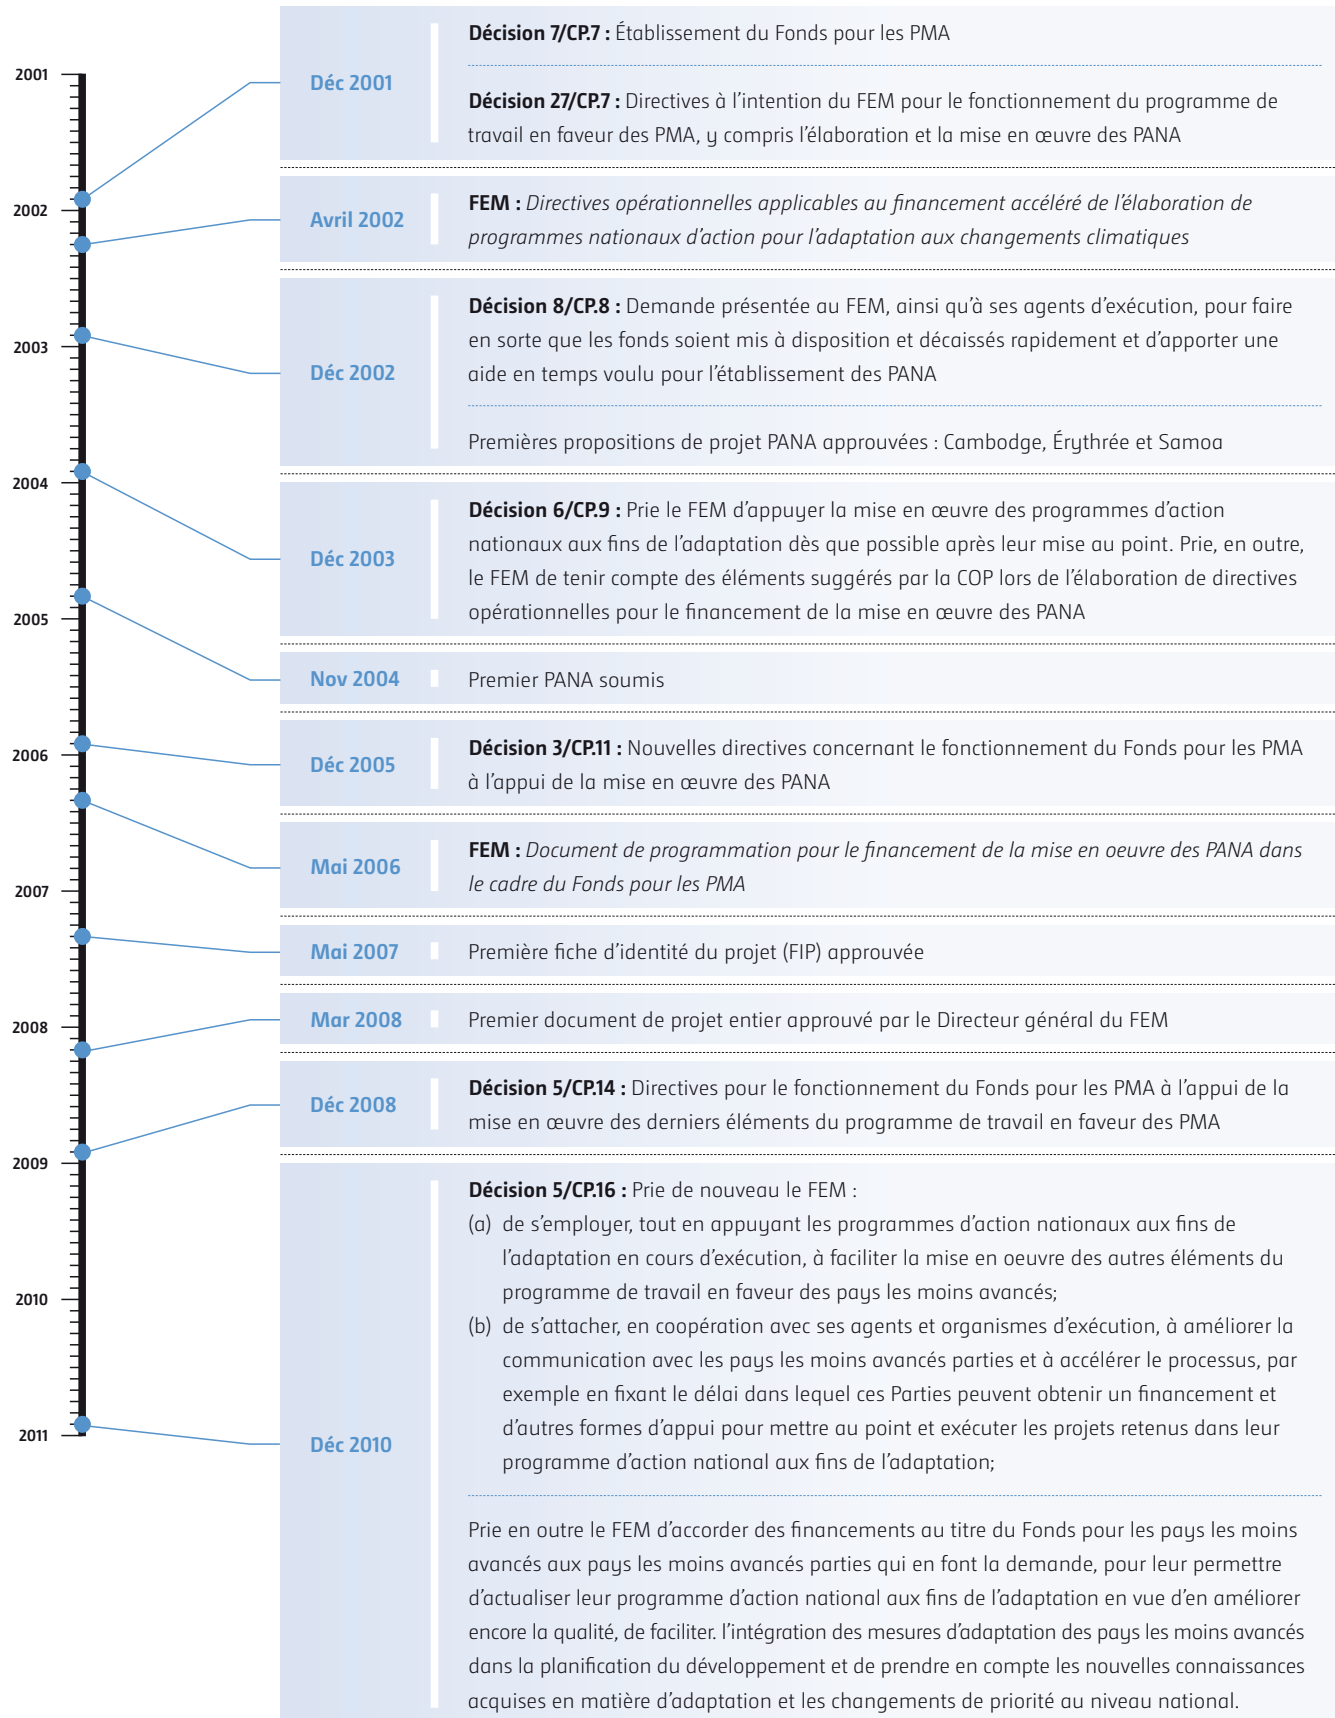 2001
2002
2003
2004
2005
2006
2007
2008
2009
2010
2011
Déc 2001
Décision 7/CP.7 : Établissement du Fonds pour les PMA
Décision 27/CP.7 : Directives à l’intention du FEM pour le fonctionnement du programme de
travail en faveur des PMA, y compris l’élaboration et la mise en œuvre des PANA
Avril 2002
FEM : Directives opérationnelles applicables au financement accéléré de l’élaboration de
programmes nationaux d’action pour l’adaptation aux changements climatiques
Déc 2002
Décision 8/CP.8 : Demande présentée au FEM, ainsi qu’à ses agents d’exécution, pour faire
en sorte que les fonds soient mis à disposition et décaissés rapidement et d’apporter une
aide en temps voulu pour l’établissement des PANA
Premières propositions de projet PANA approuvées : Cambodge, Érythrée et Samoa
Déc 2003
Décision 6/CP.9 : Prie le FEM d’appuyer la mise en œuvre des programmes d’action
nationaux aux fins de l’adaptation dès que possible après leur mise au point. Prie, en outre,
le FEM de tenir compte des éléments suggérés par la COP lors de l’élaboration de directives
opérationnelles pour le financement de la mise en œuvre des PANA
Nov 2004
Premier PANA soumis
Déc 2005
Décision 3/CP.11 : Nouvelles directives concernant le fonctionnement du Fonds pour les PMA
à l’appui de la mise en œuvre des PANA
Mai 2006
FEM : Document de programmation pour le financement de la mise en oeuvre des PANA dans
le cadre du Fonds pour les PMA
Mai 2007
Première fiche d’identité du projet (FIP) approuvée
Mar 2008
Premier document de projet entier approuvé par le Directeur général du FEM
Déc 2008
Décision 5/CP.14 : Directives pour le fonctionnement du Fonds pour les PMA à l’appui de la
mise en œuvre des derniers éléments du programme de travail en faveur des PMA
Déc 2010
Décision 5/CP.16 : Prie de nouveau le FEM :
(a) de s’employer, tout en appuyant les programmes d’action nationaux aux fins de
l’adaptation en cours d’exécution, à faciliter la mise en oeuvre des autres éléments du
programme de travail en faveur des pays les moins avancés;
(b) de s’attacher, en coopération avec ses agents et organismes d’exécution, à améliorer la
communication avec les pays les moins avancés parties et à accélérer le processus, par
exemple en fixant le délai dans lequel ces Parties peuvent obtenir un financement et
d’autres formes d’appui pour mettre au point et exécuter les projets retenus dans leur
programme d’action national aux fins de l’adaptation;
Prie en outre le FEM d’accorder des financements au titre du Fonds pour les pays les moins
avancés aux pays les moins avancés parties qui en font la demande, pour leur permettre
d’actualiser leur programme d’action national aux fins de l’adaptation en vue d’en améliorer
encore la qualité, de faciliter. l’intégration des mesures d’adaptation des pays les moins avancés
dans la planification du développement et de prendre en compte les nouvelles connaissances
acquises en matière d’adaptation et les changements de priorité au niveau national.